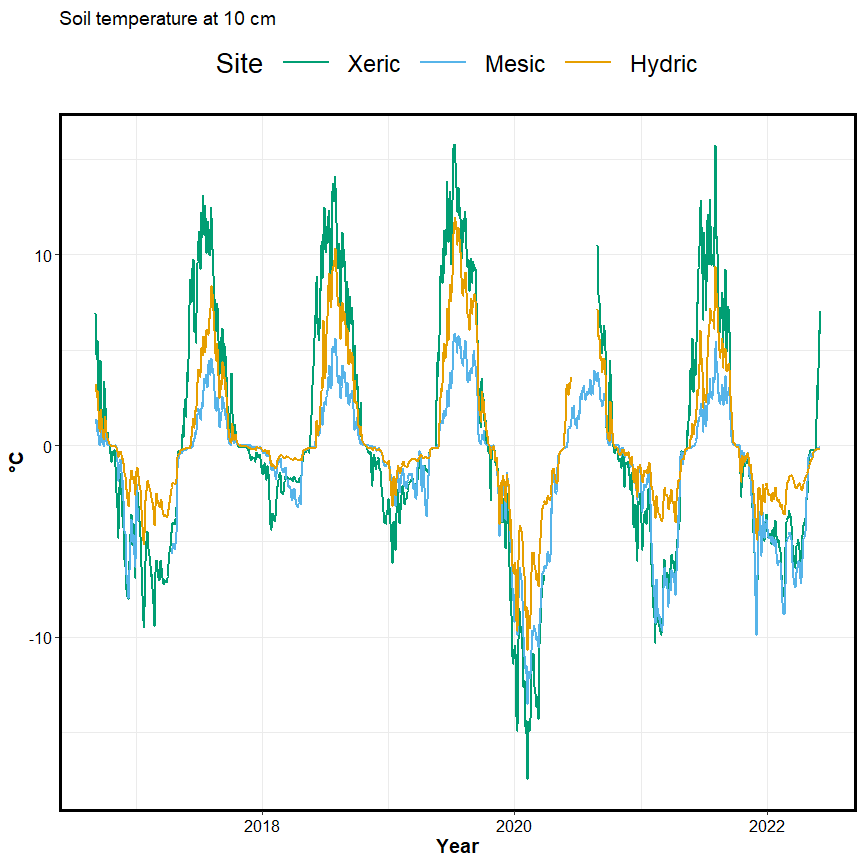 Soil temperature at 10 cm
Site Xeric Mesic Hydric
10
0
-10
°C
2018 2020 2022
Year